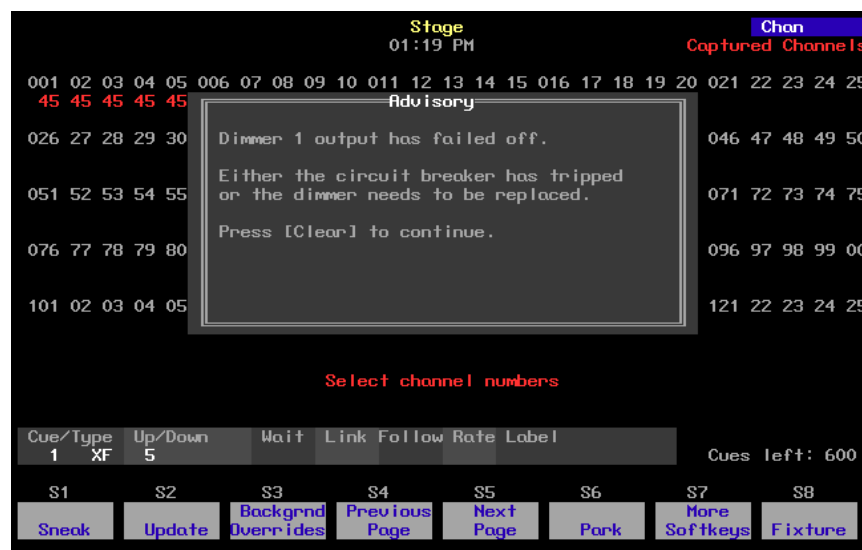 Stage Chan
01:19 PM Captured Channels
001 02 03 04 05 006 07 08 09 10 011 12 13 14 15 016 17 18 19 20 021 22 23 24 25
45 45 45 45 45 Advisory
026 27 28 29 30 Dimmer 1 output has failed off. 046 47 48 49 50
Either the circuit breaker has tripped
051 52 53 54 55 or the dimmer needs to be replaced. 071 72 73 74 75
Press [Clear] to continue.
076 77 78 79 80 096 97 98 99 00
101 02 03 04 05 121 22 23 24 25
Select channel numbers
Cue/Type Up/Down Wait Link Follow Rate Label
1 XF 5 Cues left: 600
S1 S2 S3 S4 S5 S6 S7 S8
Backgrnd Previous Next More
Sneak Update Overrides Page Page Park Softkeys Fixture